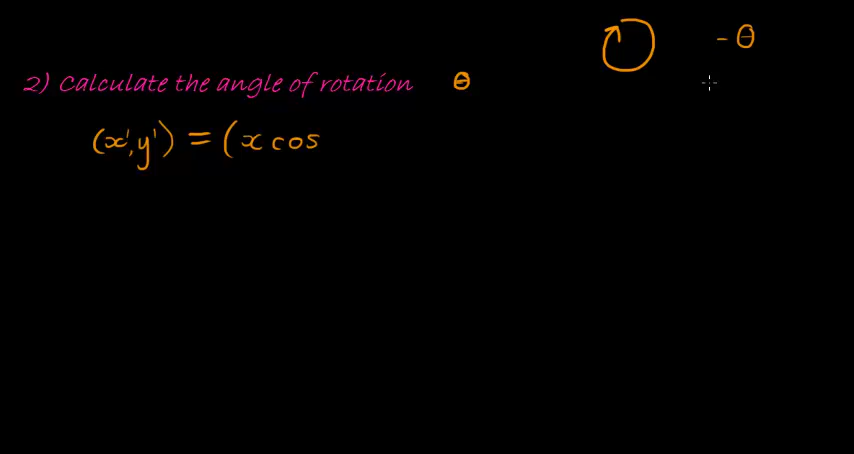 - θ
2) Calculate the angle of rotation θ
(x',y') = (x cos